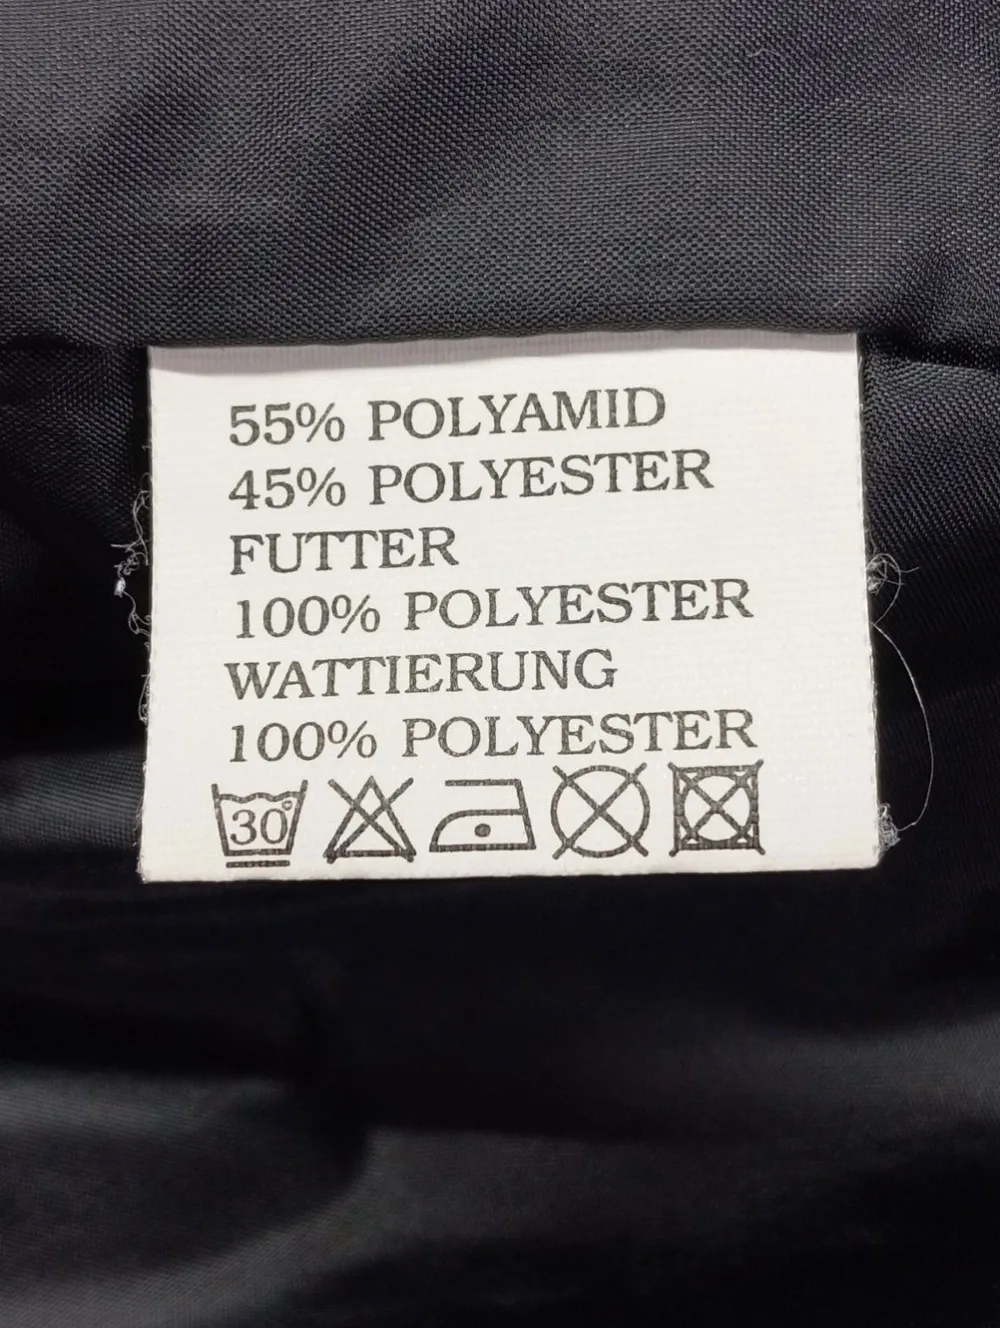 55% POLYAMID
45% POLYESTER
FUTTER
100% POLYESTER
WATTIERUNG
100% POLYESTER
30°